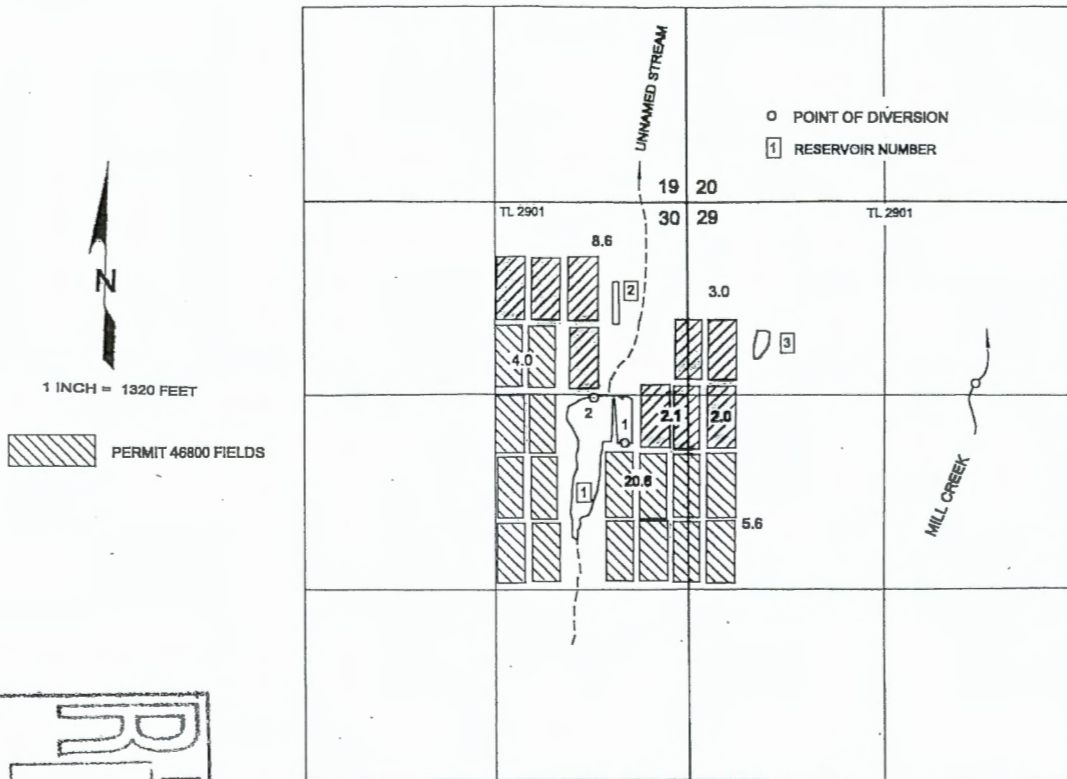 UNNAMED STREAM
○ POINT OF DIVERSION
1 RESERVOIR NUMBER
19 20
TL 2901
30 29
TL 2901
8.6
N
2
3.0
3
4.0
1 INCH = 1320 FEET
2
1
2.1
2.0
PERMIT 46800 FIELDS
20.6
1
5.6
MILL CREEK